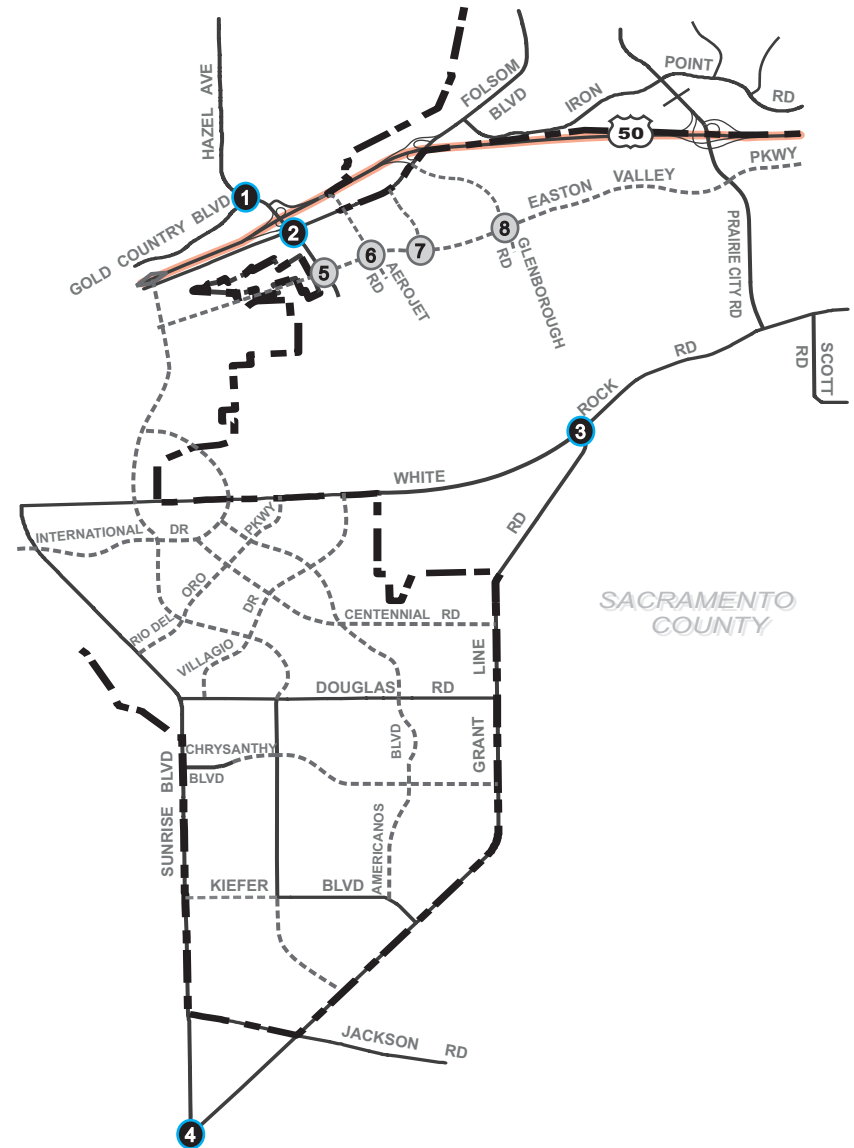 HAZEL AVE
FOLSOM
BLVD
IRON
POINT
RD
50
1
GOLD COUNTRY BLVD
2
EASTON
VALLEY
PKWY
5
6
7
8
RD
AEROJET
RD
GLENBOROUGH
PRAIRIE CITY RD
SCOTT
RD
RD
ROCK
3
WHITE
RD
INTERNATIONAL
DR
PKWY
ORO
RIO DEL
DR
VILLAGIO
CENTENNIAL RD
SACRAMENTO
COUNTY
LINE
DOUGLAS
RD
GRANT
BLVD
CHRYSANTHY
BLVD
BLVD
SUNRISE
AMERICANOS
KIEFER
BLVD
JACKSON
RD
4